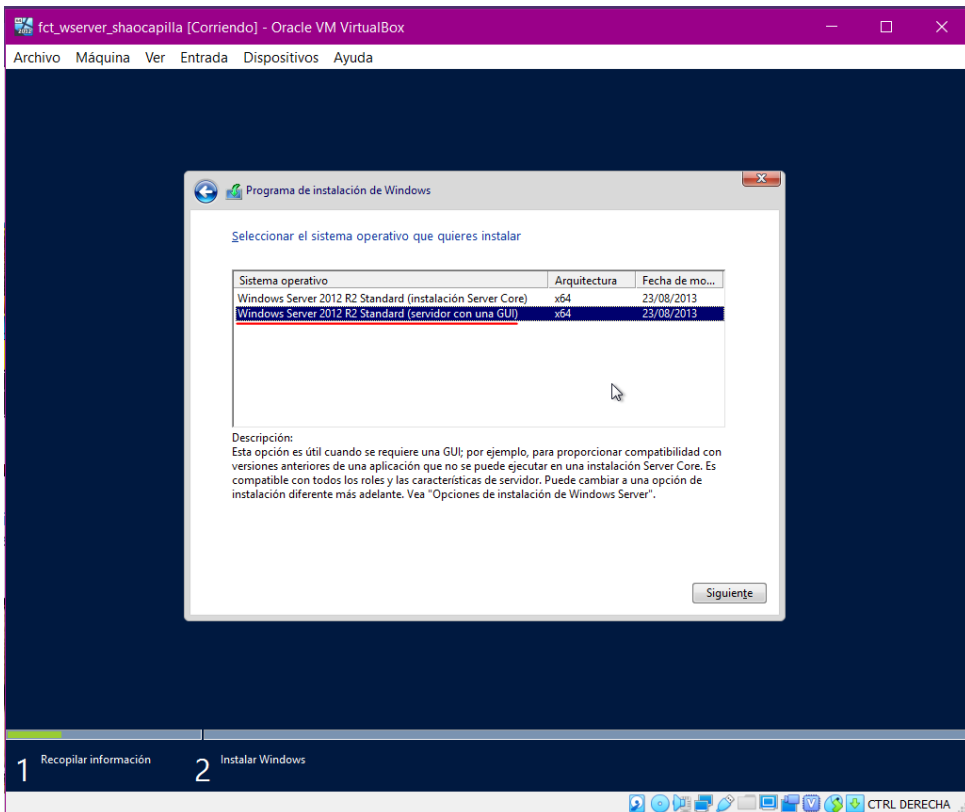 fct_wserver_shaocapilla [Corriendo] - Oracle VM VirtualBox
Archivo Máquina Ver Entrada Dispositivos Ayuda
Programa de instalación de Windows
Seleccionar el sistema operativo que quieres instalar
Sistema operativo Arquitectura Fecha de mo...
Windows Server 2012 R2 Standard (instalación Server Core) x64 23/08/2013
Windows Server 2012 R2 Standard (servidor con una GUI) x64 23/08/2013
Descripción:
Esta opción es útil cuando se requiere una GUI; por ejemplo, para proporcionar compatibilidad con
versiones anteriores de una aplicación que no se puede ejecutar en una instalación Server Core. Es
compatible con todos los roles y las características de servidor. Puede cambiar a una opción de
instalación diferente más adelante. Vea "Opciones de instalación de Windows Server".
Siguiente
1 Recopilar información 2 Instalar Windows
CTRL DERECHA